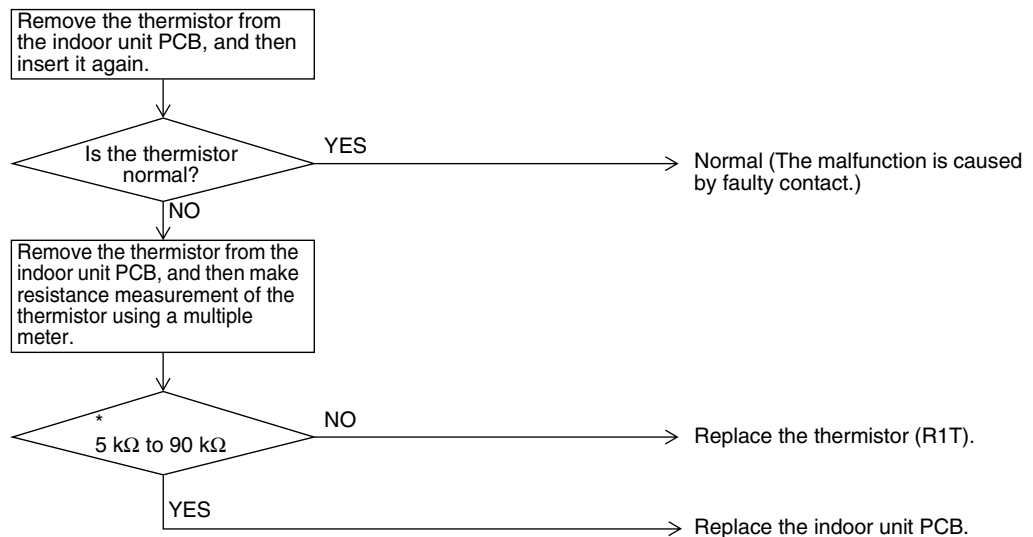 Remove the thermistor from
the indoor unit PCB, and then
insert it again.
Is the thermistor
normal?
YES
Normal (The malfunction is caused
by faulty contact.)
NO
Remove the thermistor from the
indoor unit PCB, and then make
resistance measurement of the
thermistor using a multiple
meter.
*
5 kΩ to 90 kΩ
NO
Replace the thermistor (R1T).
YES
Replace the indoor unit PCB.